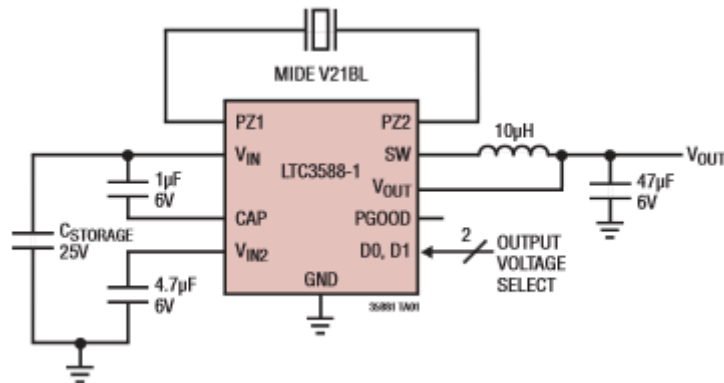 MIDE V21BL
PZ1
PZ2
VIN
LTC3588-1
SW
10µH
VOUT
VOUT
1µF
6V
CAP
PGOOD
47µF
6V
CSTORAGE
25V
VIN2
D0, D1
2
OUTPUT
VOLTAGE
SELECT
4.7µF
6V
GND
35881 TA01